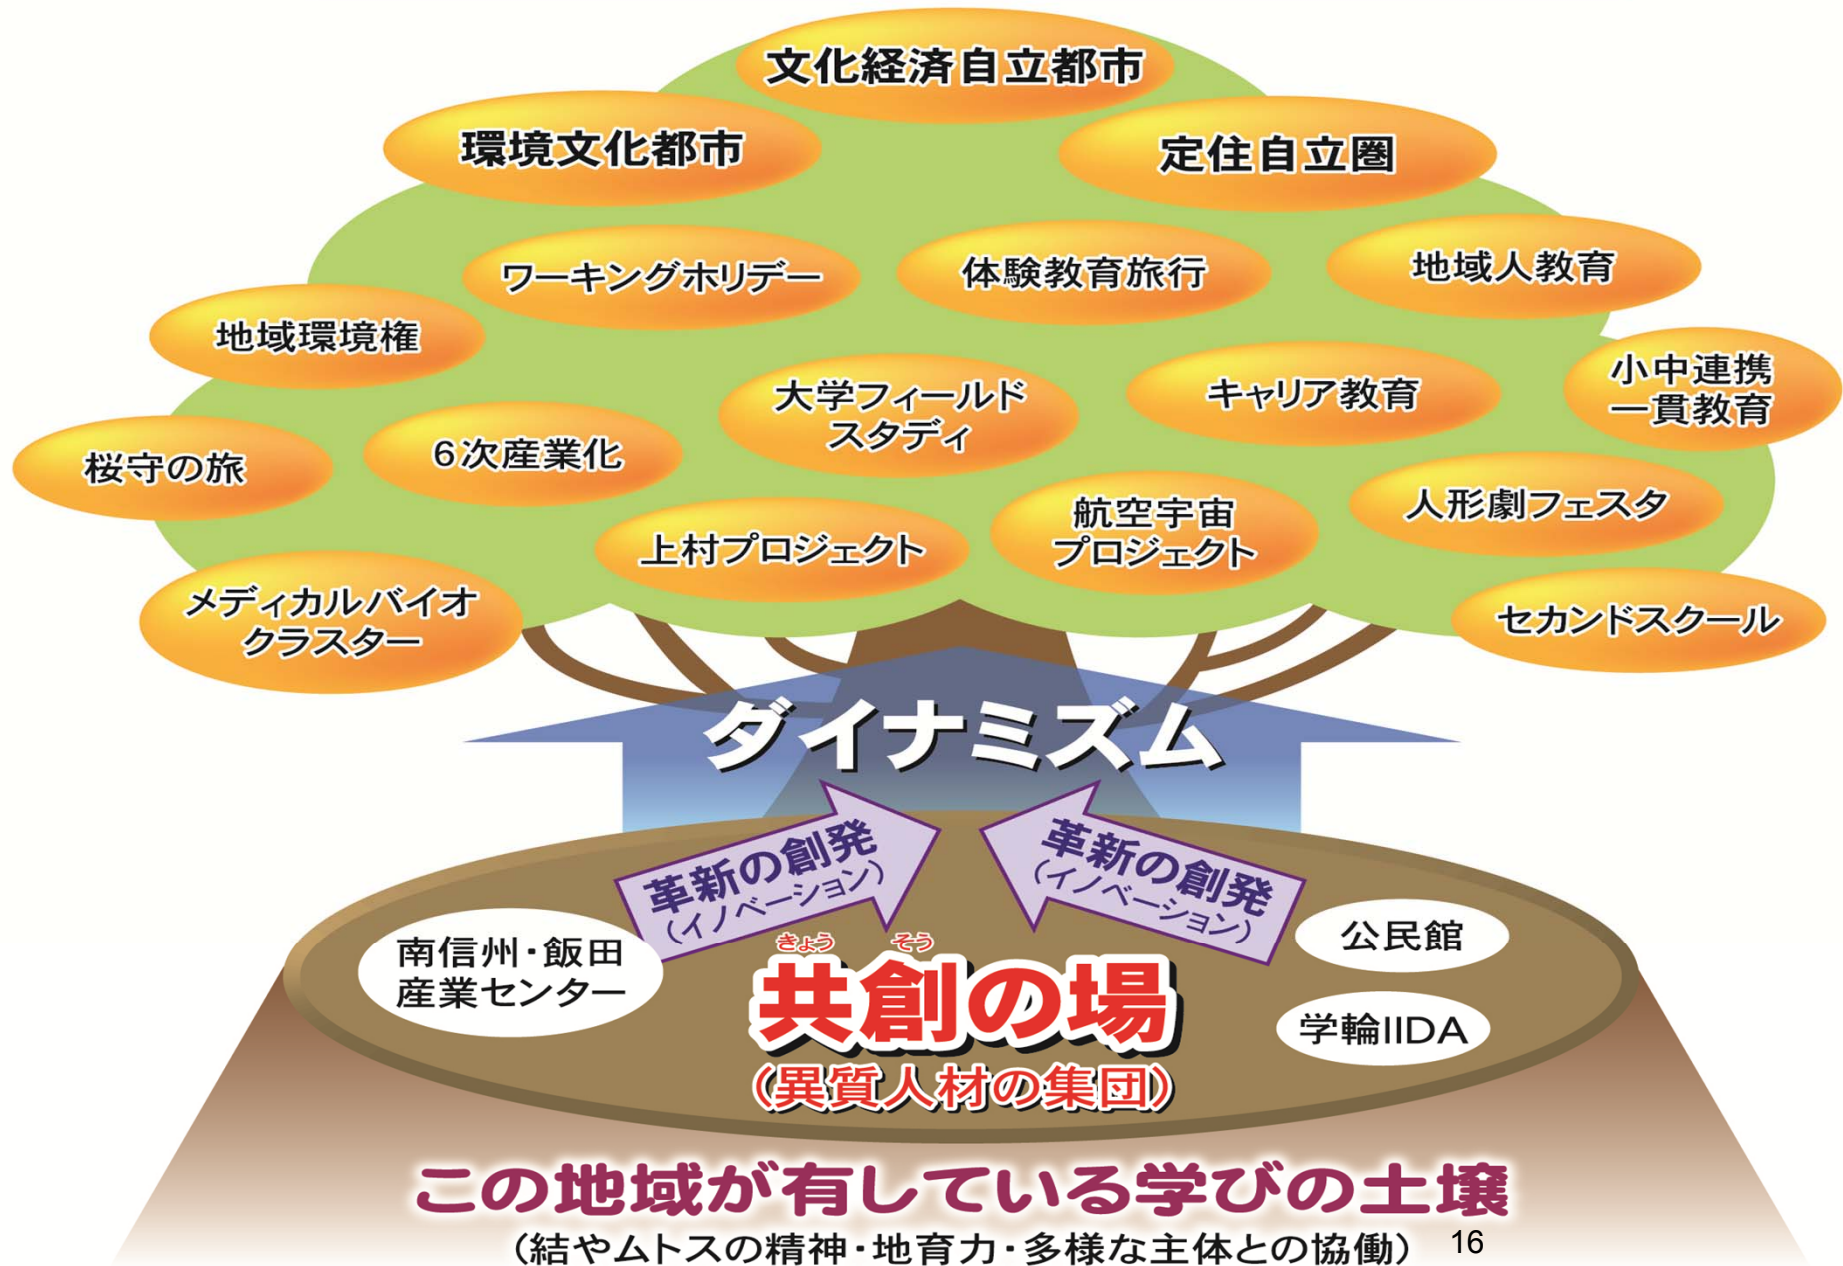 文化経済自立都市
環境文化都市
定住自立圏
ワーキングホリデー
体験教育旅行
地域人教育
地域環境権
大学フィールド
スタディ
キャリア教育
小中連携
一貫教育
桜守の旅
6次産業化
上村プロジェクト
航空宇宙
プロジェクト
人形劇フェスタ
メディカルバイオ
クラスター
セカンドスクール
ダイナミズム
革新の創発
(イノベーション)
革新の創発
(イノベーション)
南信州・飯田
産業センター
公民館
学輪IIDA
きょう そう
共創の場
(異質人材の集団)
この地域が有している学びの土壌
(結やムトスの精神・地育力・多様な主体との協働)
16